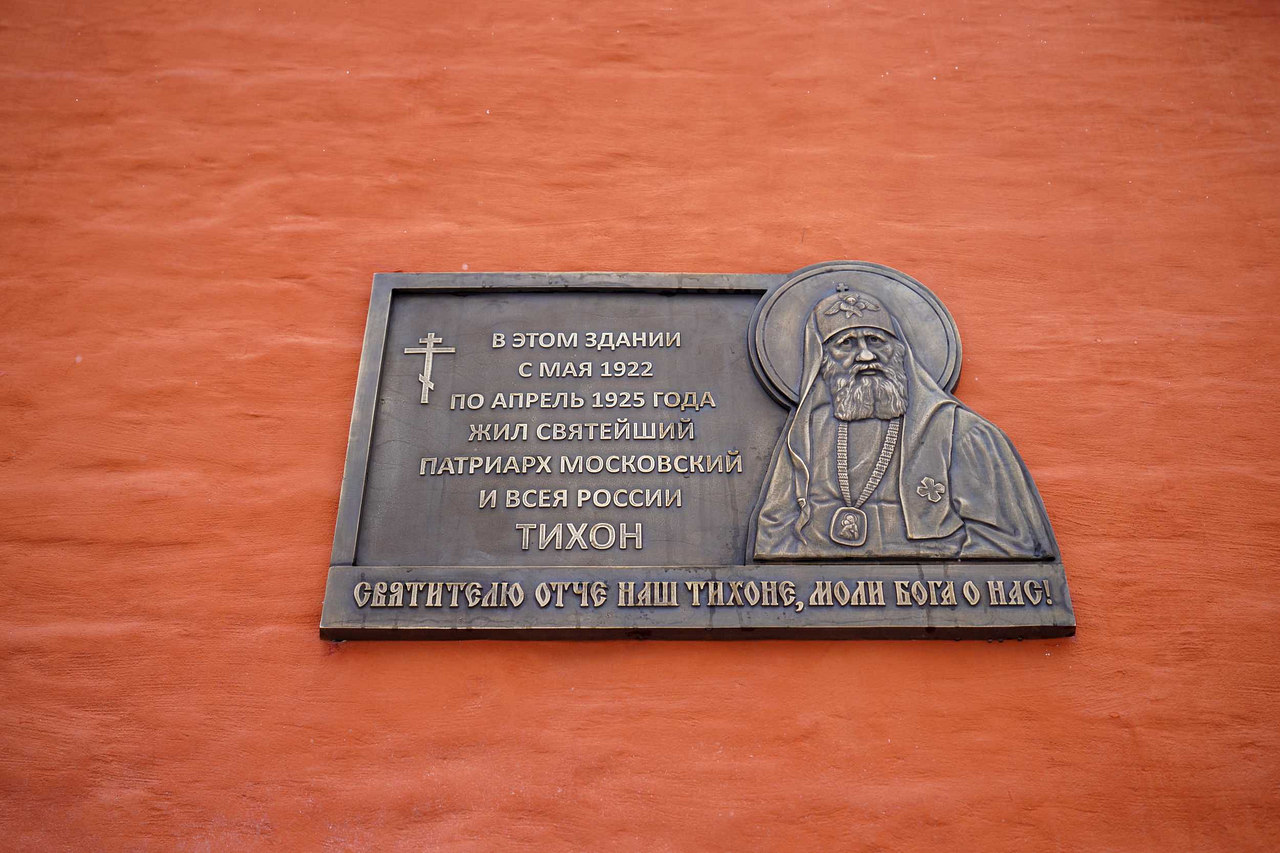 В ЭТОМ ЗДАНИИ
С МАЯ 1922
ПО АПРЕЛЬ 1925 ГОДА
ЖИЛ СВЯТЕЙШИЙ
ПАТРИАРХ МОСКОВСКИЙ
И ВСЕЯ РОССИИ
ТИХОН
СВЯТИТЕЛЮ ОТЧЕ НАШ ТИХОНЕ, МОЛИ БОГА О НАС!